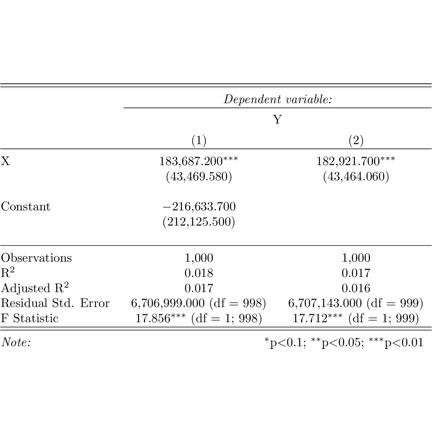 Dependent variable:
Y
(1) (2)
X 183,687.200*** 182,921.700***
(43,469.580) (43,464.060)
Constant −216,633.700
(212,125.500)
Observations 1,000 1,000
R² 0.018 0.017
Adjusted R² 0.017 0.016
Residual Std. Error 6,706,999.000 (df = 998) 6,707,143.000 (df = 999)
F Statistic 17.856*** (df = 1; 998) 17.712*** (df = 1; 999)
Note: *p<0.1; **p<0.05; ***p<0.01